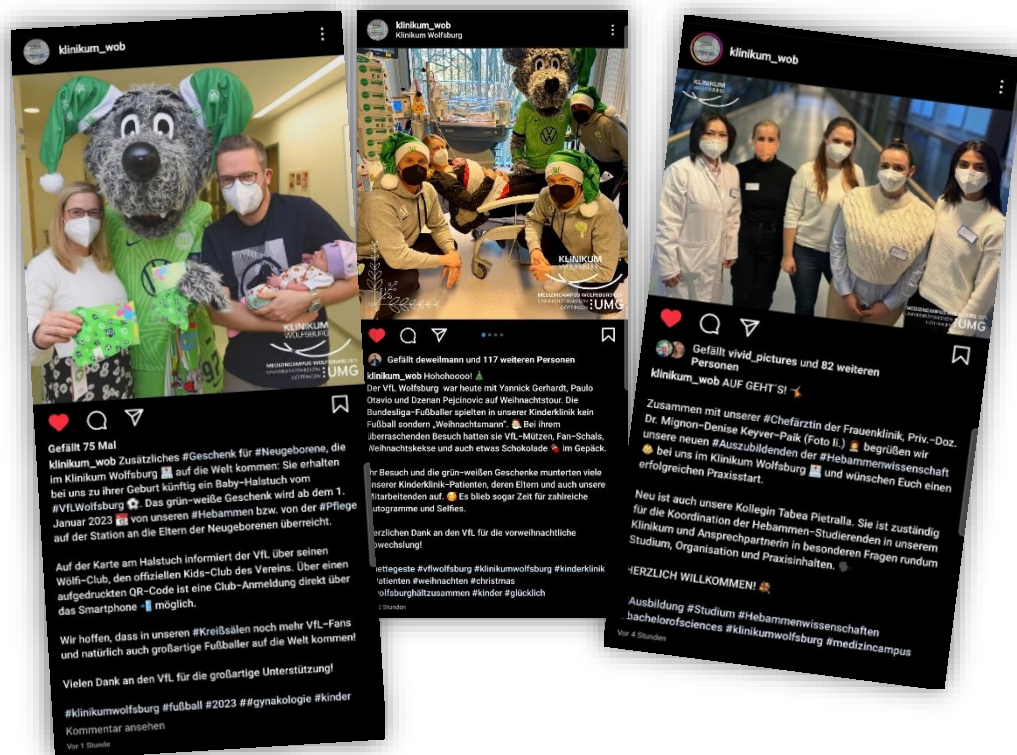 klinikum_wob
KLINIKUM
WOLFSBURG
MEDIZINCAMPUS WOLFSBURG DER
UNIVERSITÄTSMEDIZIN
GÖTTINGEN
UMG
Gefällt 75 Mal
klinikum_wob Zusätzliches #Geschenk für #Neugeborene, die
im Klinikum Wolfsburg auf die Welt kommen: Sie erhalten
bei uns zu ihrer Geburt künftig ein Baby-Halstuch vom
#VfLWolfsburg ⚽. Das grün-weiße Geschenk wird ab dem 1.
Januar 2023 📅 von unseren #Hebammen bzw. von der #Pflege
auf der Station an die Eltern der Neugeborenen überreicht.
Auf der Karte am Halstuch informiert der VfL über seinen
Wölfi-Club, den offiziellen Kids-Club des Vereins. Über einen
aufgedruckten QR-Code ist eine Club-Anmeldung direkt über
das Smartphone 📲 möglich.
Wir hoffen, dass in unseren #Kreißsälen noch mehr VfL-Fans
und natürlich auch großartige Fußballer auf die Welt kommen!
Vielen Dank an den VfL für die großartige Unterstützung!
#klinikumwolfsburg #fußball #2023 ##gynakologie #kinder
Kommentar ansehen
Vor 1 Stunde
klinikum_wob
Klinikum Wolfsburg
KLINIKUM
WOLFSBURG
MEDIZINCAMPUS WOLFSBURG DER
UNIVERSITÄTSMEDIZIN
GÖTTINGEN
UMG
Gefällt deweilmann und 117 weiteren Personen
klinikum_wob Hohohoooo! 🎄
Der VfL Wolfsburg war heute mit Yannick Gerhardt, Paulo
Otavio und Dzenan Pejcinovic auf Weihnachtstour. Die
Bundesliga-Fußballer spielten in unserer Kinderklinik kein
Fußball sondern „Weihnachtsmann". 🎅 Bei ihrem
überraschenden Besuch hatten sie VfL-Mützen, Fan-Schals,
Weihnachtskekse und auch etwas Schokolade 🍫 im Gepäck.
hr Besuch und die grün-weißen Geschenke munterten viele
unserer Kinderklinik-Patienten, deren Eltern und auch unsere
Mitarbeitenden auf. 🥰 Es blieb sogar Zeit für zahlreiche
utogramme und Selfies.
erzlichen Dank an den VfL für die vorweihnachtliche
bwechslung!
nettegeste #vflwolfsburg #klinikumwolfsburg #kinderklinik
patienten #weihnachten #christmas
wolfsburghältzusammen #kinder #glücklich
Stunden
klinikum_wob
KLINIKUM
WOLFSBURG
UNIVERSITÄTSMEDIZIN
GÖTTINGEN
UMG
Gefällt vivid_pictures und 82 weiteren
Personen
klinikum_wob AUF GEHT´S!
Zusammen mit unserer #Chefärztin der Frauenklinik, Priv.-Doz.
Dr. Mignon-Denise Keyver-Paik (Foto li.) begrüßen wir
unsere neuen #Auszubildenden der #Hebammenwissenschaft
bei uns im Klinikum Wolfsburg und wünschen Euch einen
erfolgreichen Praxisstart.
Neu ist auch unsere Kollegin Tabea Pietralla. Sie ist zuständig
für die Koordination der Hebammen-Studierenden in unserem
Klinikum und Ansprechpartnerin in besonderen Fragen rundum
Studium, Organisation und Praxisinhalten. 🗣
HERZLICH WILLKOMMEN! 💐
Ausbildung #Studium #Hebammenwissenschaften
bachelorofsciences #klinikumwolfsburg #medizincampus
Vor 4 Stunden